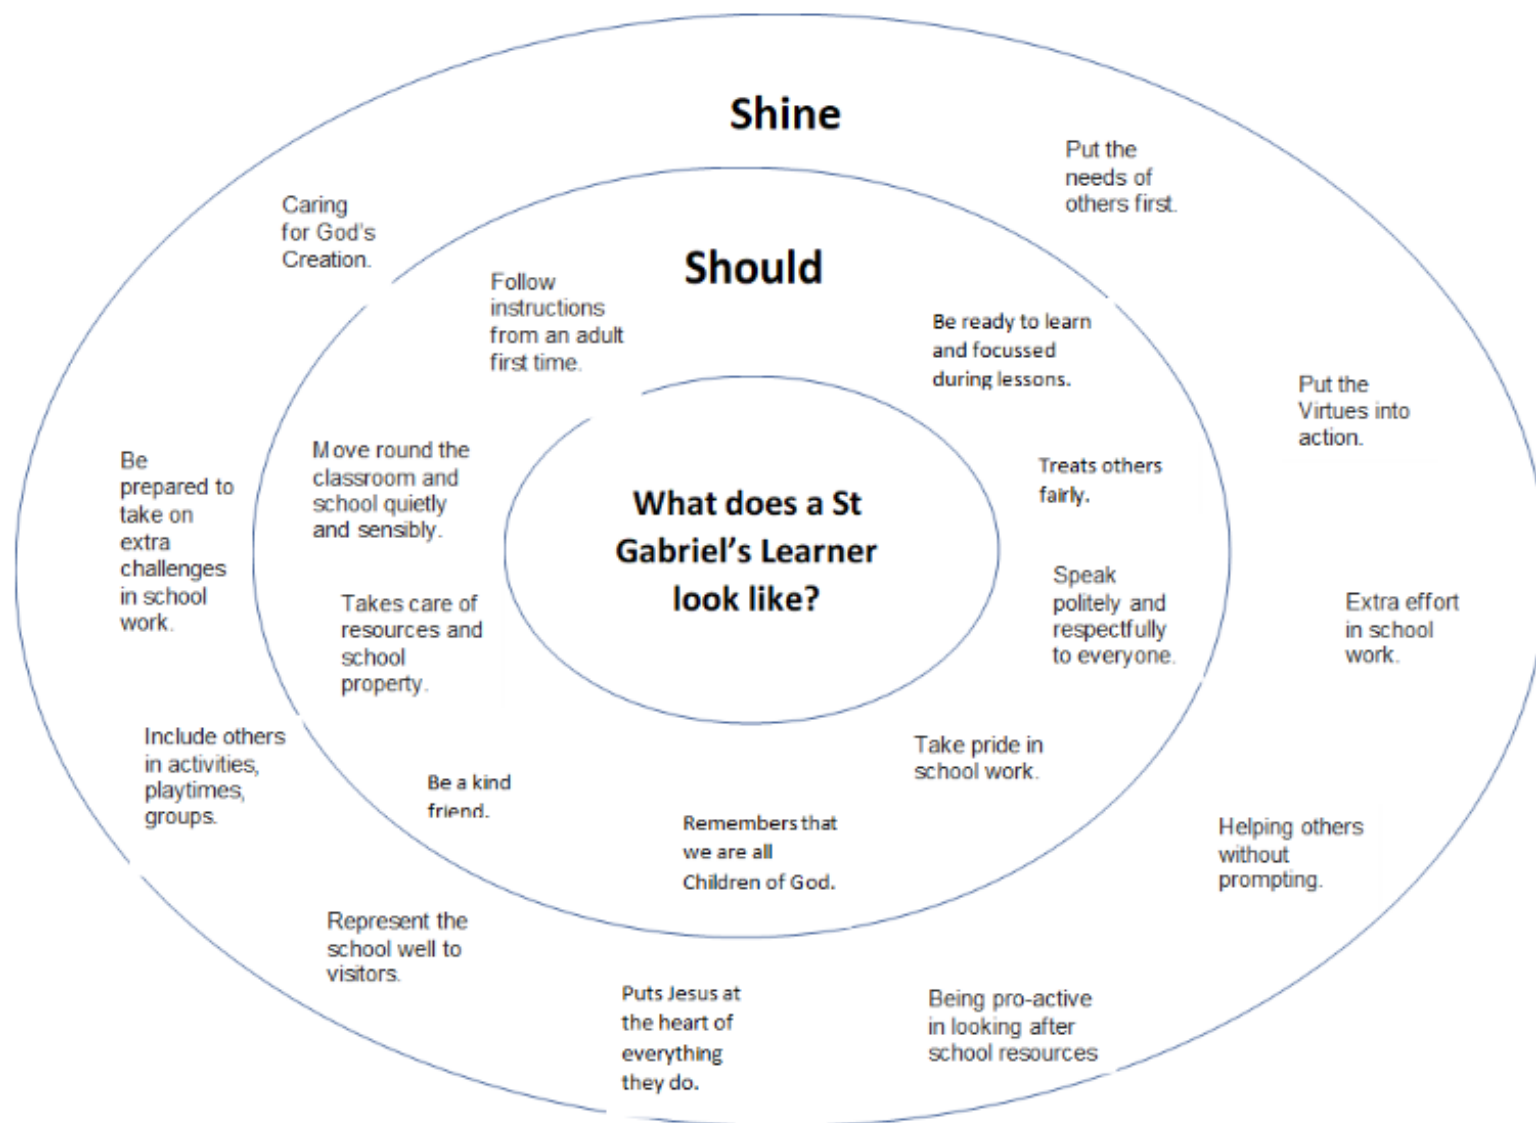 Shine
Put the
needs of
others first.
Caring
for God's
Creation.
Should
Follow
instructions
from an adult
first time.
Be ready to learn
and focussed
during lessons.
Put the
Virtues into
action.
Move round the
classroom and
school quietly
and sensibly.
Treats others
fairly.
Be
prepared to
take on
extra
challenges
in school
work.
What does a St
Gabriel's Learner
look like?
Speak
politely and
respectfully
to everyone.
Takes care of
resources and
school
property.
Extra effort
in school
work.
Include others
in activities,
playtimes,
groups.
Take pride in
school work.
Be a kind
friend.
Remembers that
we are all
Children of God.
Helping others
without
prompting.
Represent the
school well to
visitors.
Puts Jesus at
the heart of
everything
they do.
Being pro-active
in looking after
school resources